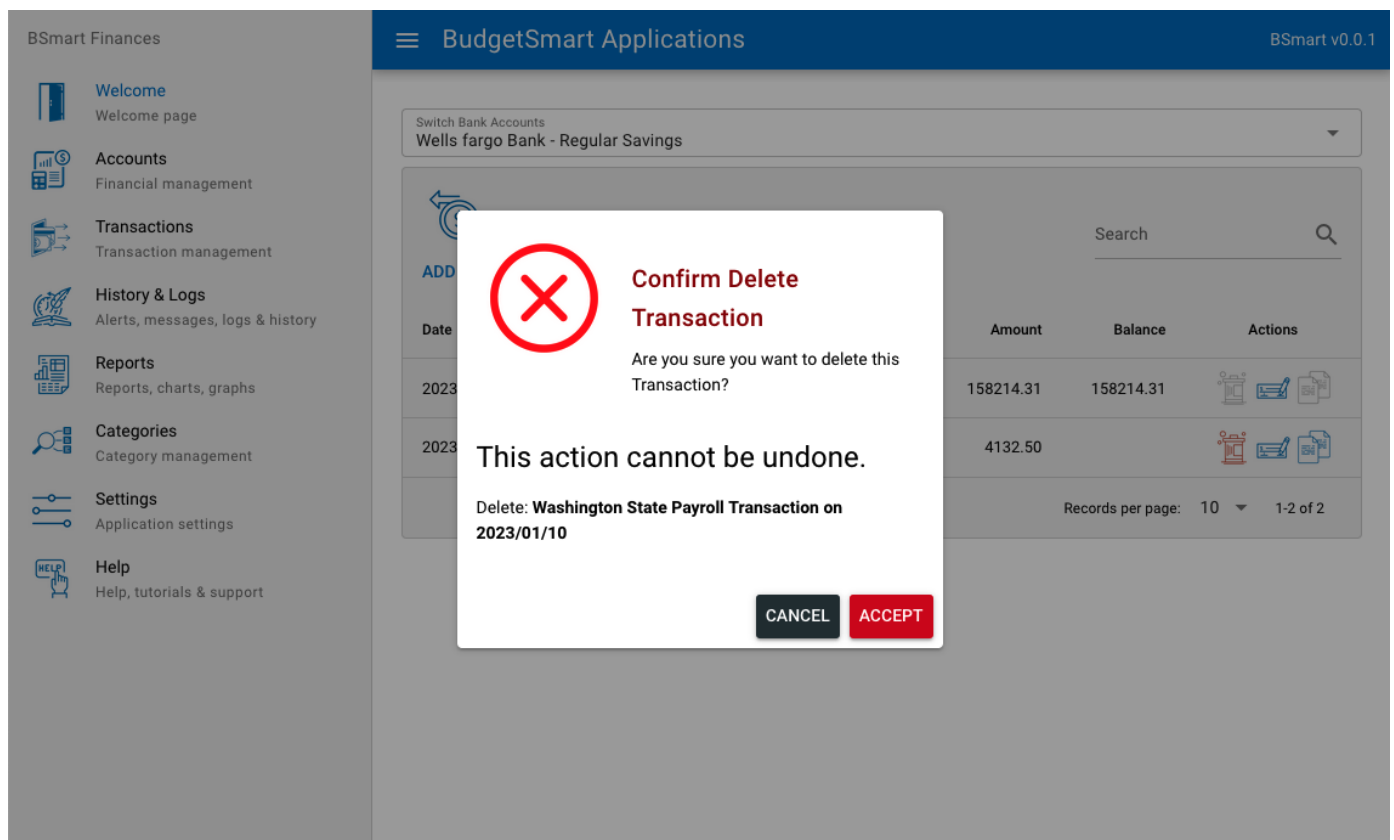 BSmart Finances
BudgetSmart Applications
BSmart v0.0.1
Welcome
Welcome page
Accounts
Financial management
Transactions
Transaction management
History & Logs
Alerts, messages, logs & history
Reports
Reports, charts, graphs
Categories
Category management
Settings
Application settings
HELP
Help
Help, tutorials & support
Switch Bank Accounts
Wells fargo Bank - Regular Savings
ADD
Search
Date Amount Balance Actions
2023 158214.31 158214.31
2023 4132.50
Records per page: 10 1-2 of 2
Confirm Delete
Transaction
Are you sure you want to delete this
Transaction?
This action cannot be undone.
Delete: Washington State Payroll Transaction on
2023/01/10
CANCEL ACCEPT